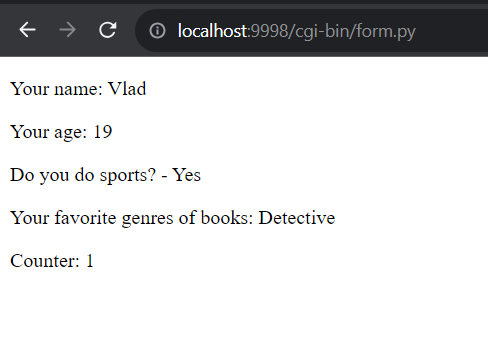 localhost:9998/cgi-bin/form.py
Your name: Vlad
Your age: 19
Do you do sports? - Yes
Your favorite genres of books: Detective
Counter: 1